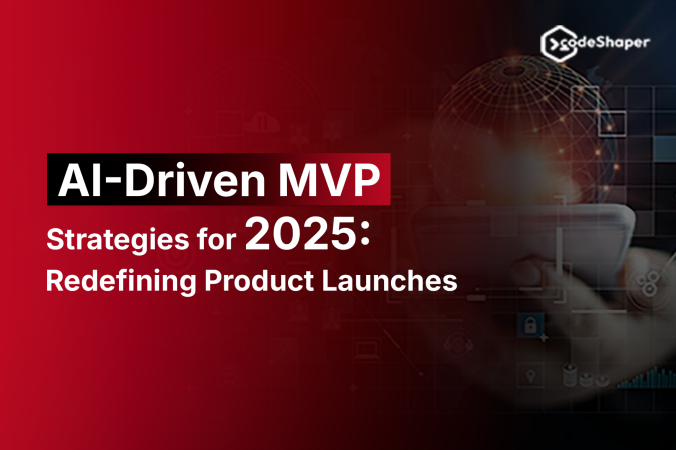 codeShaper
AI-Driven MVP
Strategies for 2025:
Redefining Product Launches